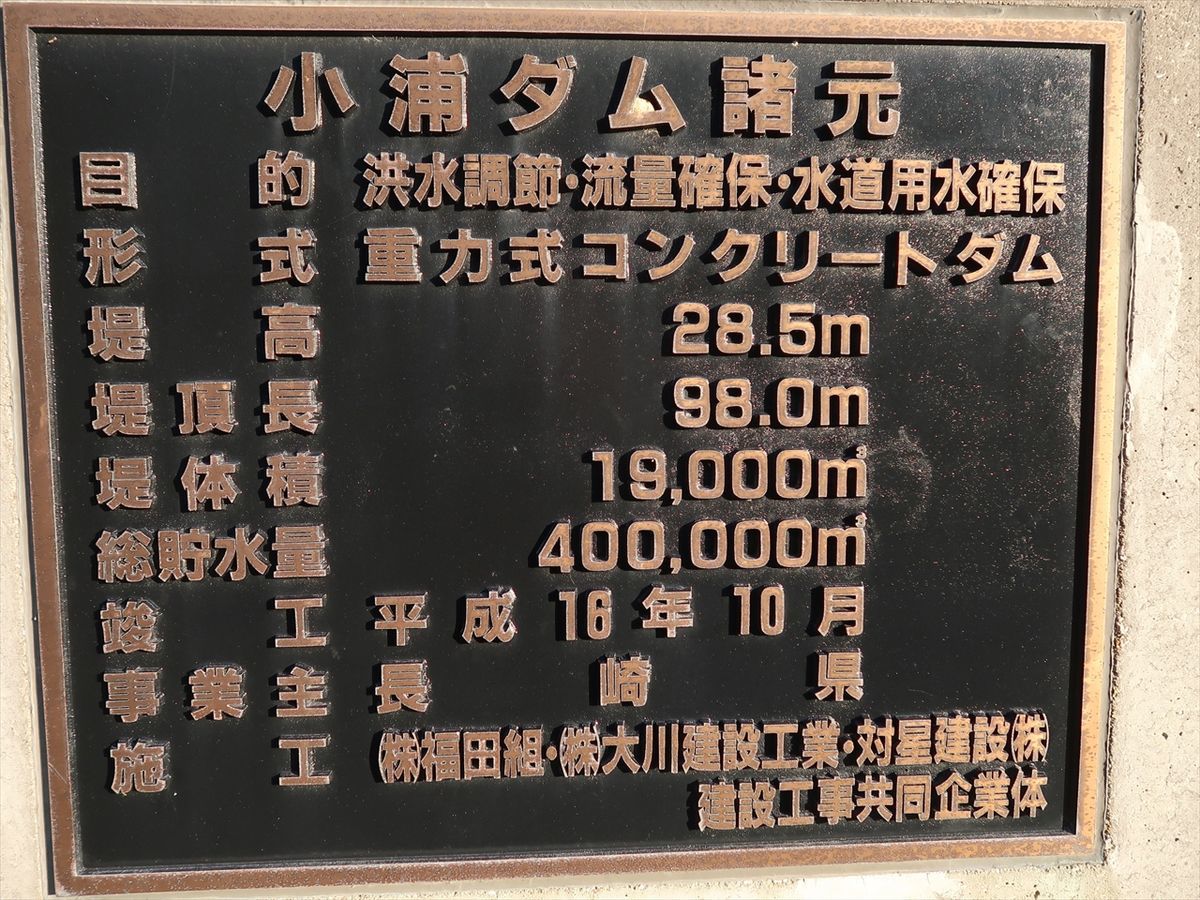 小浦ダム諸元
目的 洪水調節・流量確保・水道用水確保
形式 重力式コンクリートダム
堤高 28.5m
堤頂長 98.0m
堤体積 19,000㎥
総貯水量 400,000㎥
竣工 平成16年10月
事業主 長崎県
施工 ㈱福田組・㈱大川建設工業・対星建設㈱
建設工事共同企業体